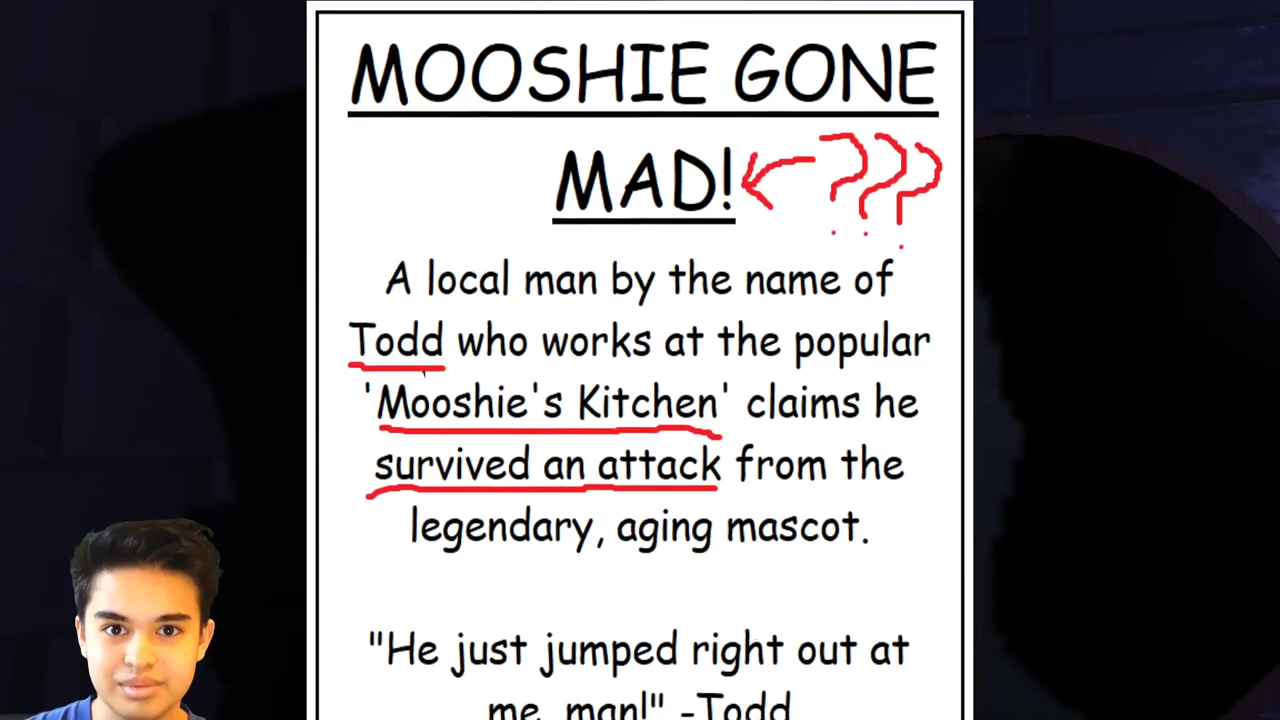 MOOSHIE GONE
MAD! ???
A local man by the name of
Todd who works at the popular
'Mooshie's Kitchen' claims he
survived an attack from the
legendary, aging mascot.
"He just jumped right out at
me, man!" -Todd